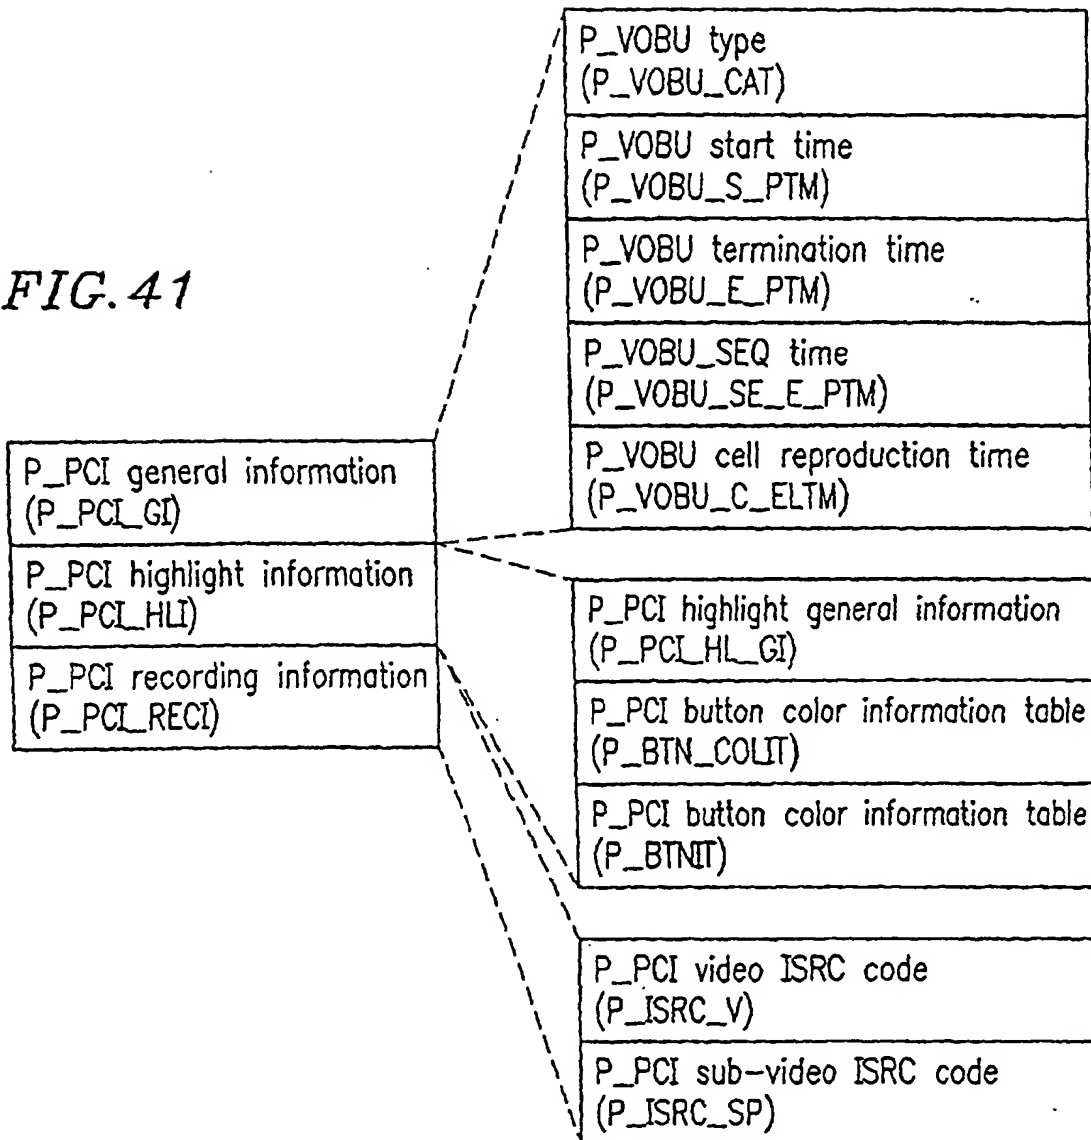 FIG. 41
P_PCI general information
(P_PCI_GI)
P_PCI highlight information
(P_PCI_HLI)
P_PCI recording information
(P_PCI_RECI)
P_VOBU type
(P_VOBU_CAT)
P_VOBU start time
(P_VOBU_S_PTM)
P_VOBU termination time
(P_VOBU_E_PTM)
P_VOBU_SEQ time
(P_VOBU_SE_E_PTM)
P_VOBU cell reproduction time
(P_VOBU_C_ELTM)
P_PCI highlight general information
(P_PCI_HL_GI)
P_PCI button color information table
(P_BTN_COLIT)
P_PCI button color information table
(P_BTNIT)
P_PCI video ISRC code
(P_ISRC_V)
P_PCI sub-video ISRC code
(P_ISRC_SP)